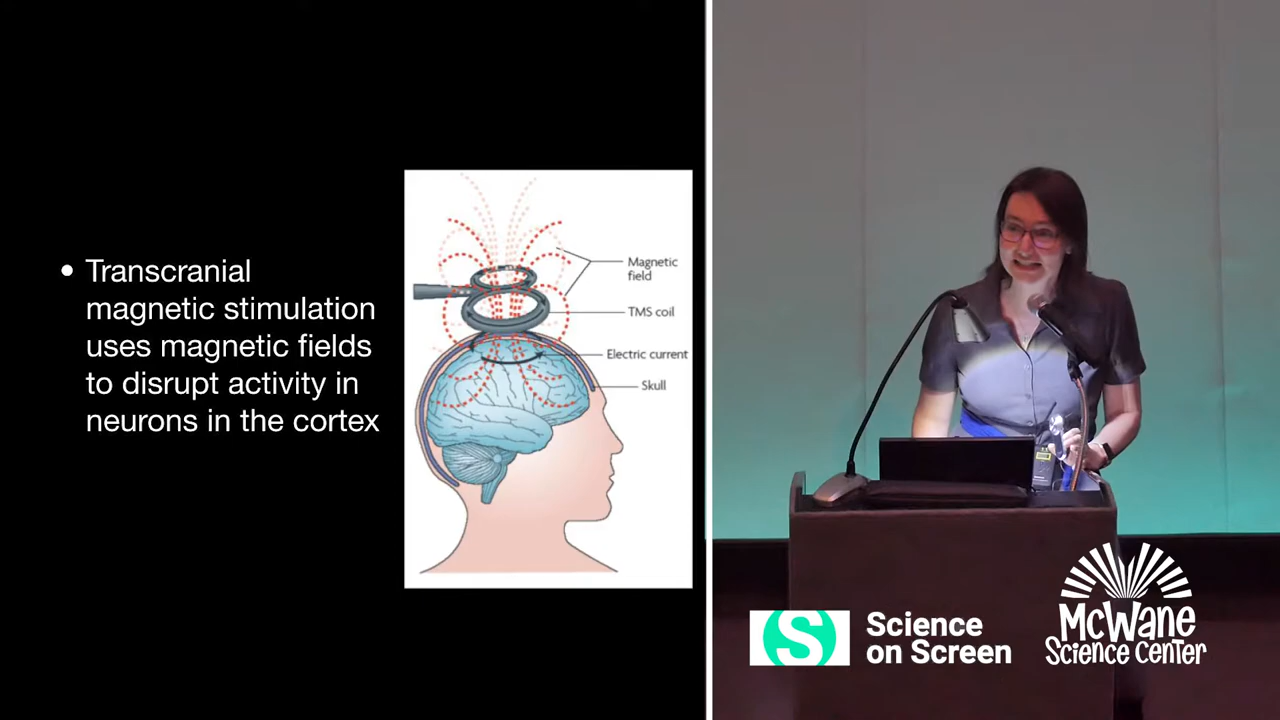 • Transcranial
magnetic stimulation
uses magnetic fields
to disrupt activity in
neurons in the cortex
Magnetic
field
TMS coil
Electric current
Skull
S
Science
on Screen
McWANE
Science CenTer